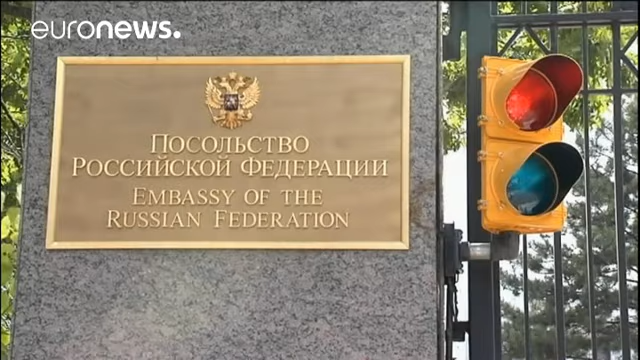 euronews.
ПОСОЛЬСТВО
РОССИЙСКОЙ ФЕДЕРАЦИИ
EMBASSY OF THE
RUSSIAN FEDERATION